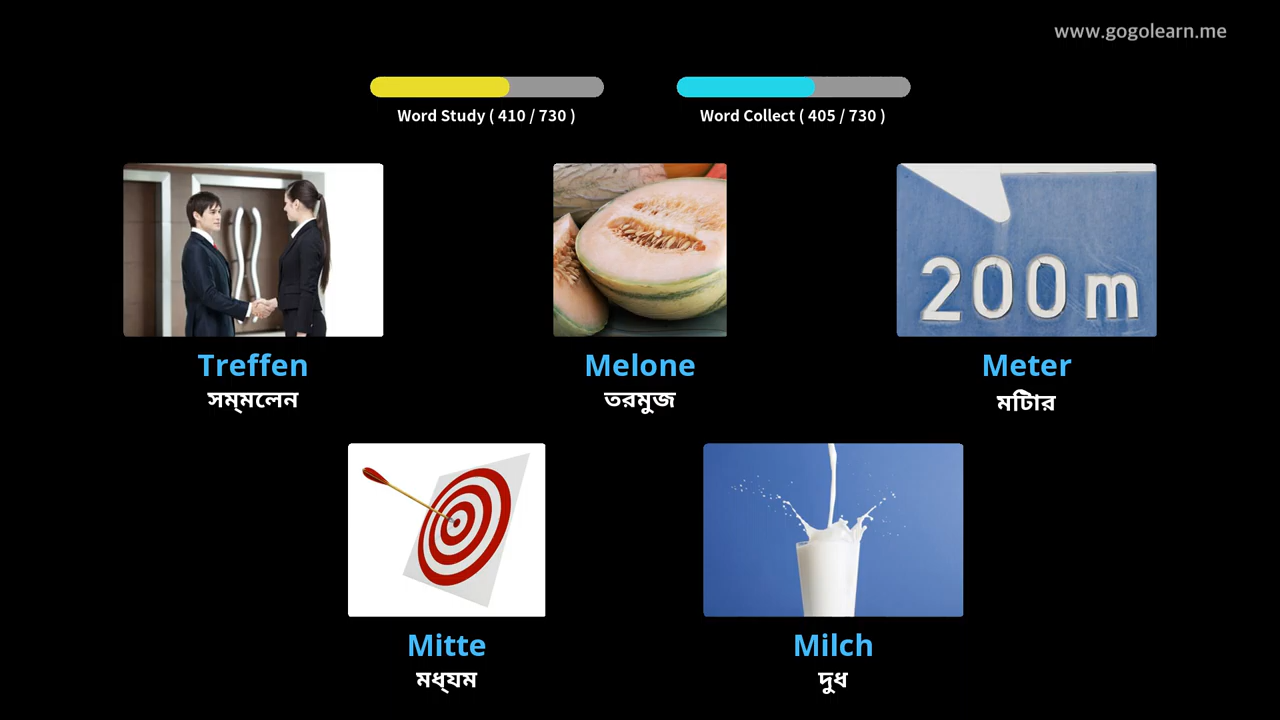 www.gogolearn.me
Word Study ( 410 / 730 )
Word Collect ( 405 / 730 )
200m
Treffen
Melone
Meter
সম্মলেন
তরমুজ
মিটার
Mitte
Milch
মধ্যম
দুধ